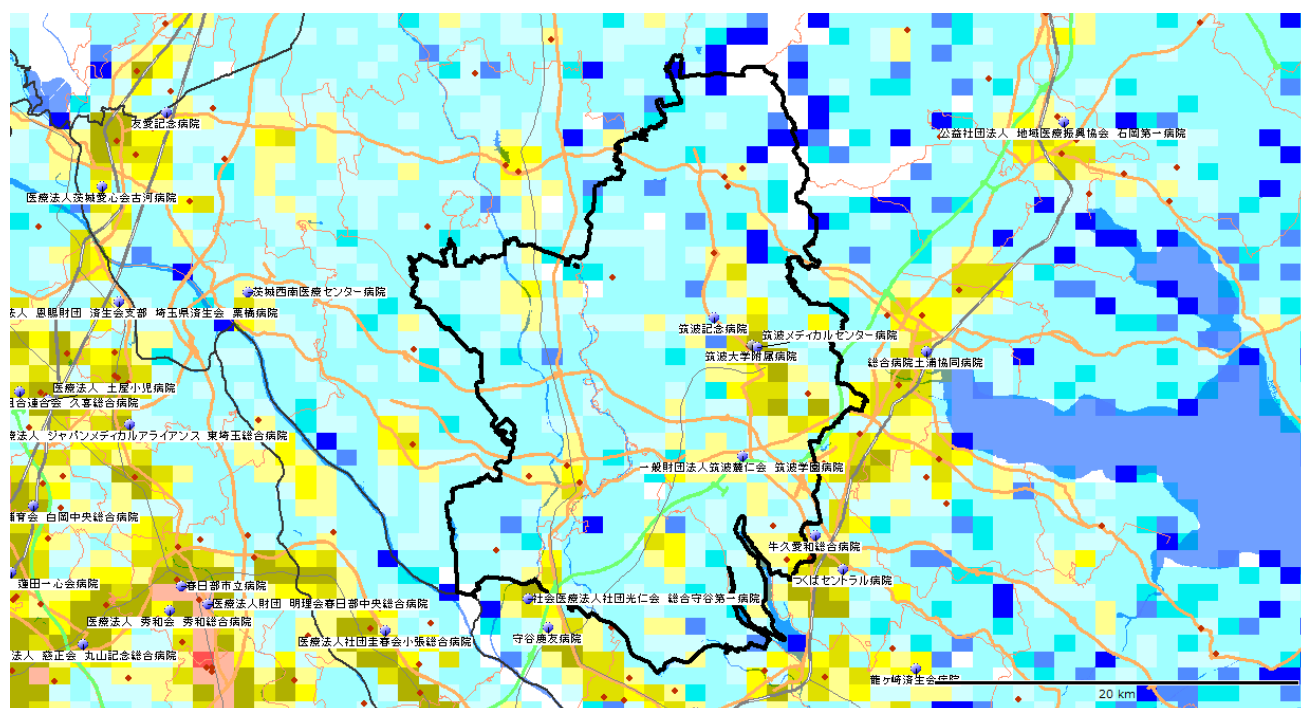 友愛記念病院
公益社団法人 地域医療振興協会 石岡第一病院
医療法人茨城愛心会古河病院
茨城西南医療センター病院
法人 恩賜財団 済生会支部 埼玉県済生会 栗橋病院
筑波記念病院
筑波メディカルセンター病院
筑波大学附属病院
総合病院土浦協同病院
医療法人 土屋小児病院
組合連合会 久喜総合病院
療法人 ジャパンメディカルアライアンス 東埼玉総合病院
一般財団法人筑波麓仁会 筑波学園病院
哺育会 白岡中央総合病院
牛久愛和総合病院
つくばセントラル病院
蓮田一心会病院
春日部市立病院
社会医療法人社団光仁会 総合守谷第一病院
医療法人財団 明理会春日部中央総合病院
医療法人 秀和会 秀和総合病院
守谷慶友病院
医療法人社団圭春会小張総合病院
法人 慈正会 丸山記念総合病院
龍ヶ崎済生会病院
20 km